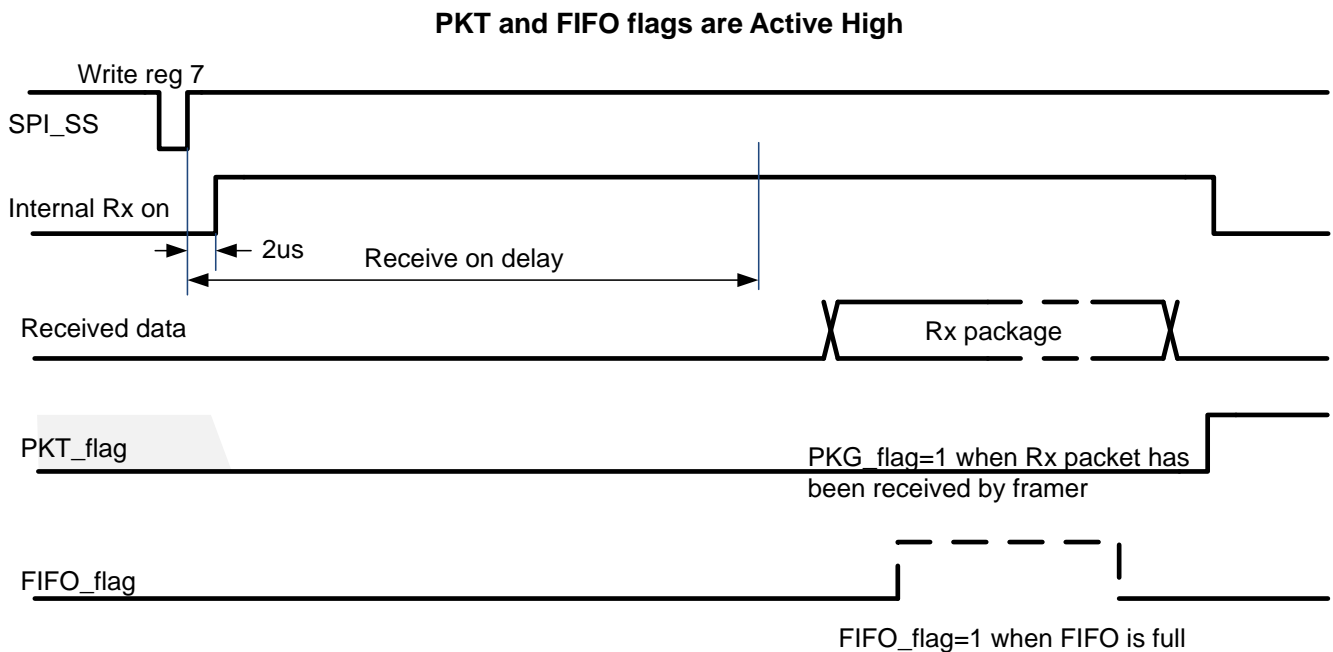 PKT and FIFO flags are Active High
Write reg 7
SPI_SS
Internal Rx on
2us
Receive on delay
Received data
Rx package
PKT_flag
PKG_flag=1 when Rx packet has
been received by framer
FIFO_flag
FIFO_flag=1 when FIFO is full